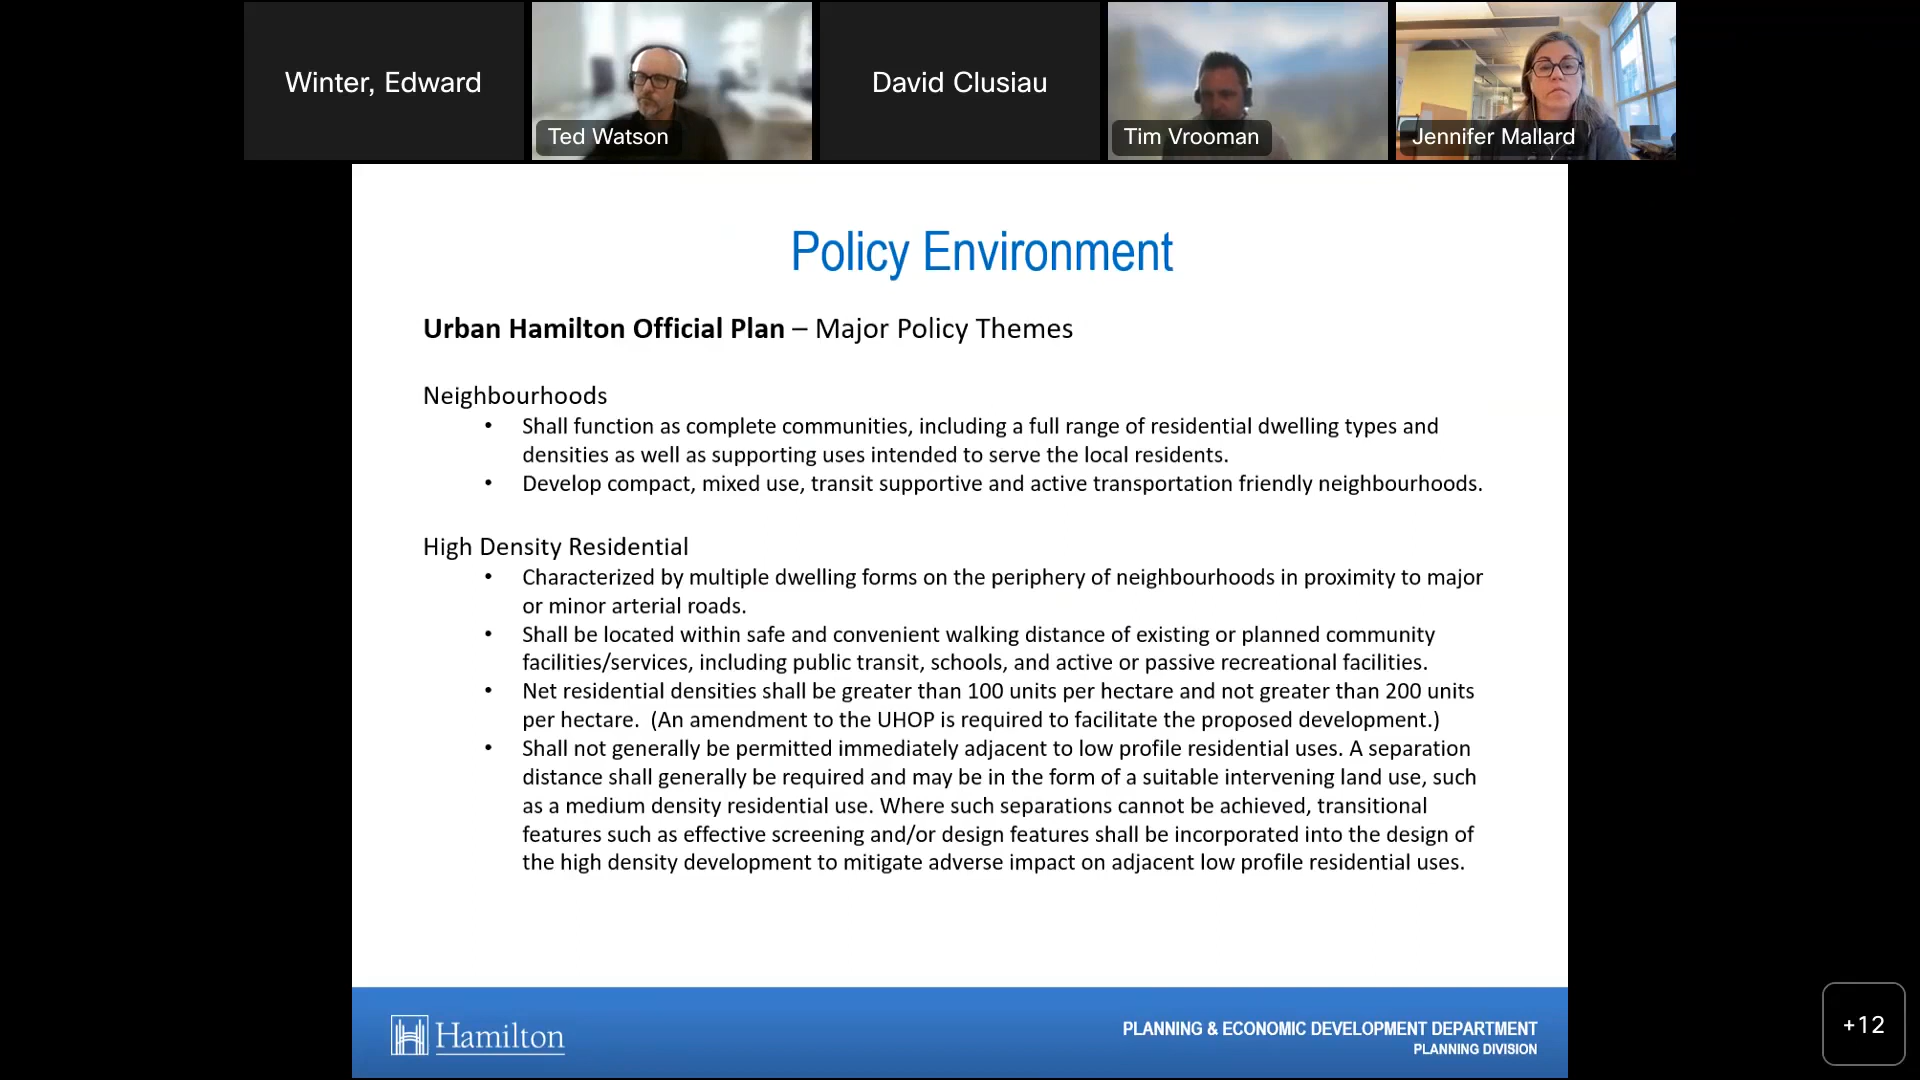 Winter, Edward
Ted Watson
David Clusiau
Tim Vrooman
Jennifer Mallard
Policy Environment
Urban Hamilton Official Plan – Major Policy Themes
Neighbourhoods
• Shall function as complete communities, including a full range of residential dwelling types and
densities as well as supporting uses intended to serve the local residents.
• Develop compact, mixed use, transit supportive and active transportation friendly neighbourhoods.
High Density Residential
• Characterized by multiple dwelling forms on the periphery of neighbourhoods in proximity to major
or minor arterial roads.
• Shall be located within safe and convenient walking distance of existing or planned community
facilities/services, including public transit, schools, and active or passive recreational facilities.
• Net residential densities shall be greater than 100 units per hectare and not greater than 200 units
per hectare. (An amendment to the UHOP is required to facilitate the proposed development.)
• Shall not generally be permitted immediately adjacent to low profile residential uses. A separation
distance shall generally be required and may be in the form of a suitable intervening land use, such
as a medium density residential use. Where such separations cannot be achieved, transitional
features such as effective screening and/or design features shall be incorporated into the design of
the high density development to mitigate adverse impact on adjacent low profile residential uses.
Hamilton
PLANNING & ECONOMIC DEVELOPMENT DEPARTMENT
PLANNING DIVISION
+12